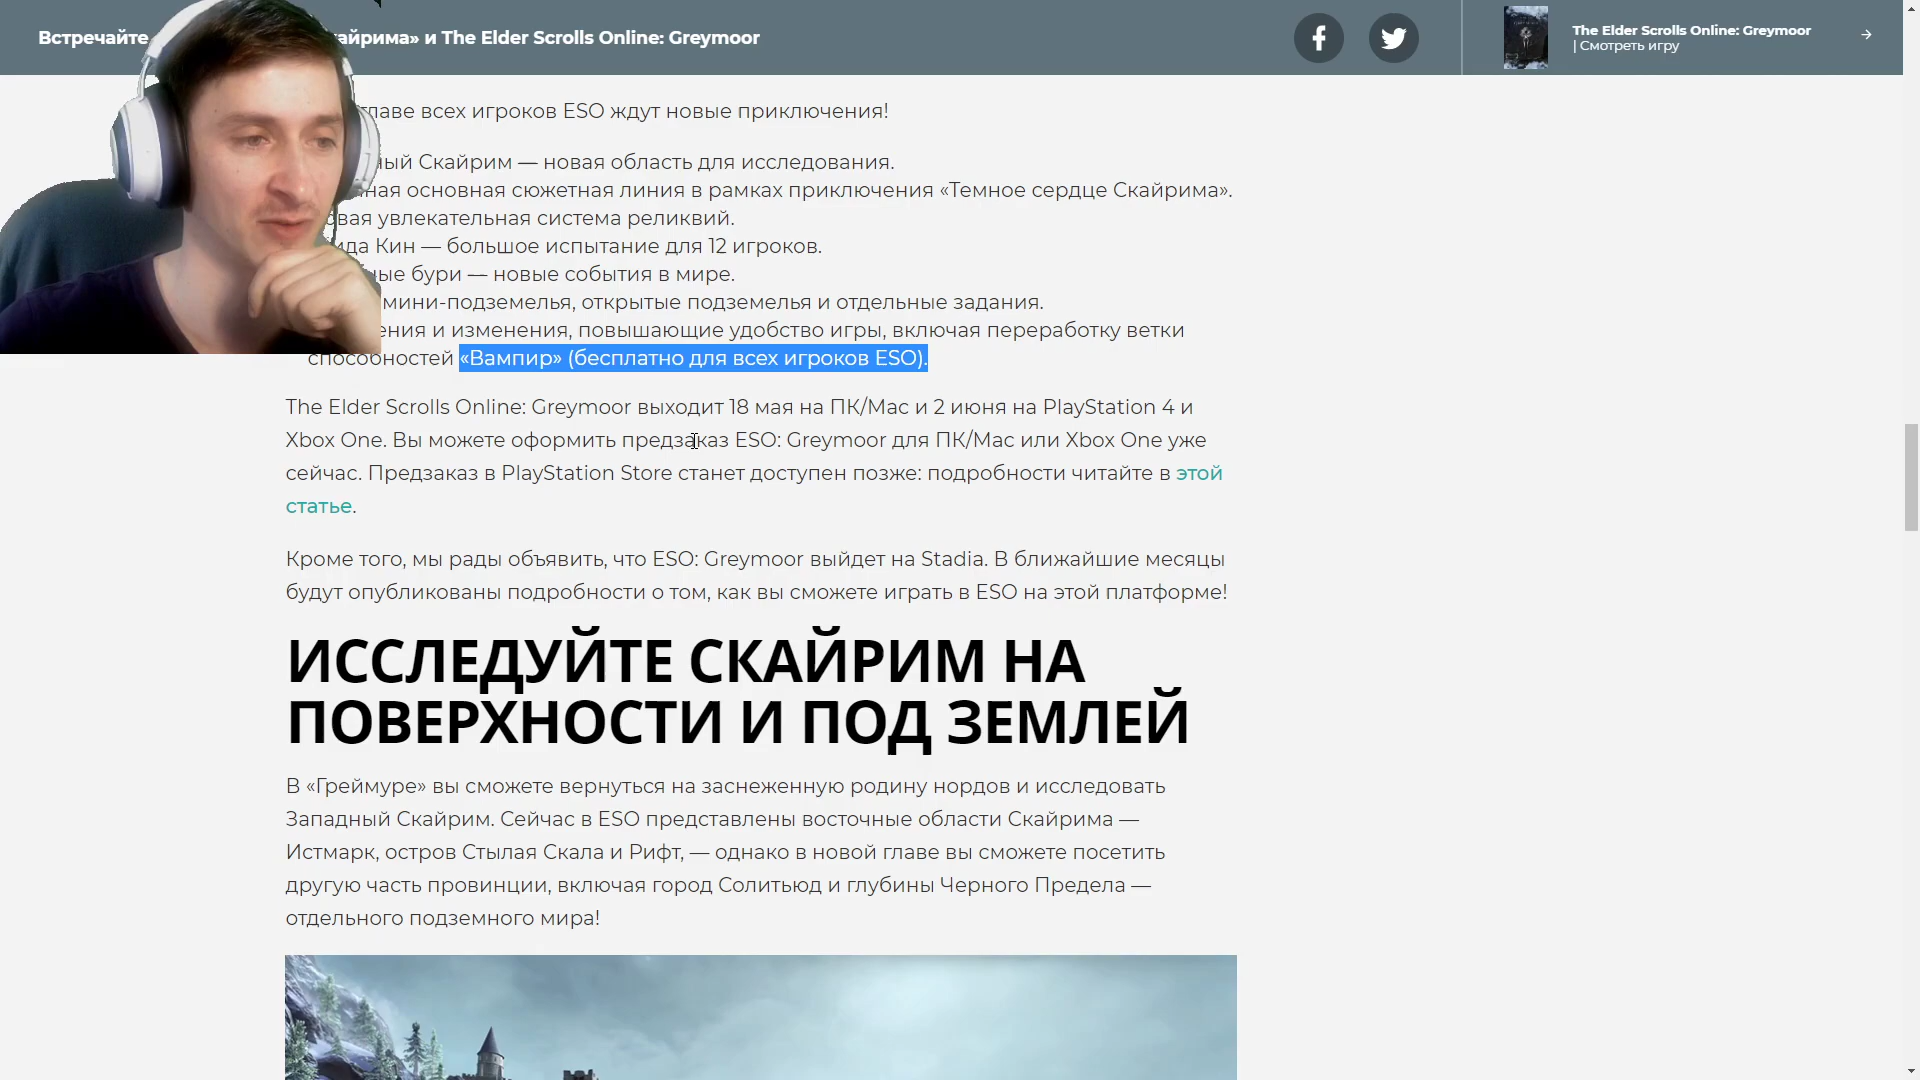 Встречайте
йрима» и The Elder Scrolls Online: Greymoor
The Elder Scrolls Online: Greymoor
| Смотреть игру
главе всех игроков ESO ждут новые приключения!
Скайрим — новая область для исследования.
основная сюжетная линия в рамках приключения «Темное сердце Скайрима».
увлекательная система реликвий.
Кин — большое испытание для 12 игроков.
бури — новые события в мире.
мини-подземелья, открытые подземелья и отдельные задания.
и изменения, повышающие удобство игры, включая переработку ветки
способностей «Вампир» (бесплатно для всех игроков ESO).
The Elder Scrolls Online: Greymoor выходит 18 мая на ПК/Mac и 2 июня на PlayStation 4 и
Xbox One. Вы можете оформить предзаказ ESO: Greymoor для ПК/Mac или Xbox One уже
сейчас. Предзаказ в PlayStation Store станет доступен позже: подробности читайте в этой
статье.
Кроме того, мы рады объявить, что ESO: Greymoor выйдет на Stadia. В ближайшие месяцы
будут опубликованы подробности о том, как вы сможете играть в ESO на этой платформе!
ИССЛЕДУЙТЕ СКАЙРИМ НА
ПОВЕРХНОСТИ И ПОД ЗЕМЛЕЙ
В «Греймуре» вы сможете вернуться на заснеженную родину нордов и исследовать
Западный Скайрим. Сейчас в ESO представлены восточные области Скайрима —
Истмарк, остров Стылая Скала и Рифт, — однако в новой главе вы сможете посетить
другую часть провинции, включая город Солитьюд и глубины Черного Предела —
отдельного подземного мира!